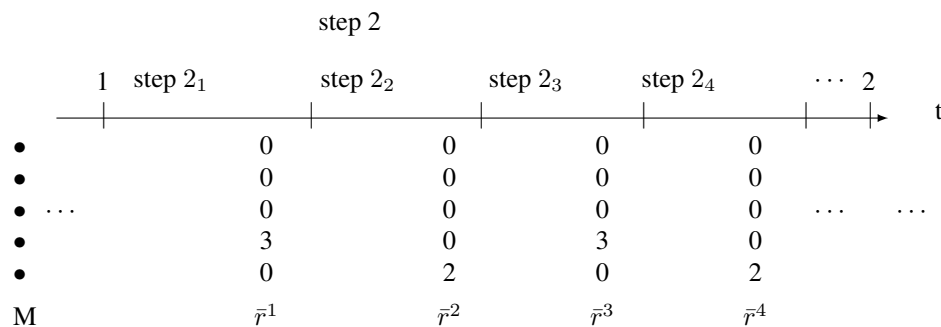 step 2
1 step 2₁ step 2₂ step 2₃ step 2₄ ⋯ 2
t
• 0 0 0 0
• 0 0 0 0
• ⋯ 0 0 0 0 ⋯ ⋯
• 3 0 3 0
• 0 2 0 2
M r̄¹ r̄² r̄³ r̄⁴